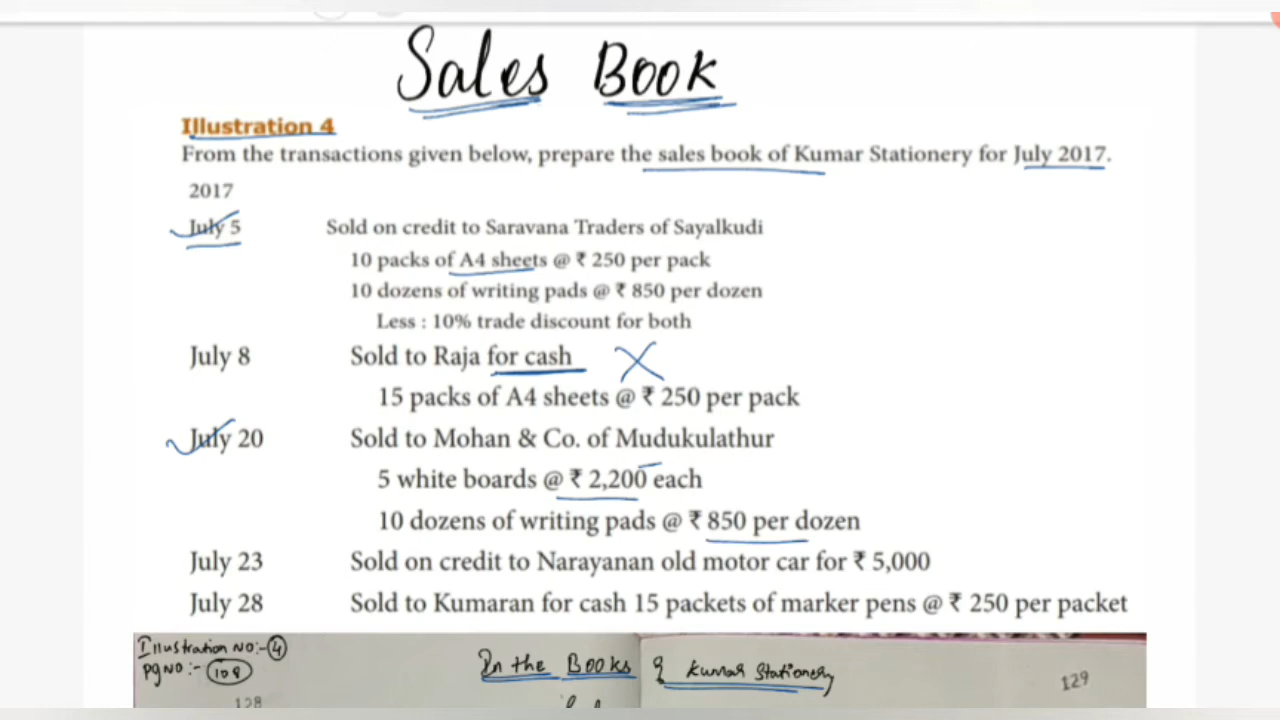 Sales Book
Illustration 4
From the transactions given below, prepare the sales book of Kumar Stationery for July 2017.
2017
July 5 Sold on credit to Saravana Traders of Sayalkudi
10 packs of A4 sheets @ ₹ 250 per pack
10 dozens of writing pads @ ₹ 850 per dozen
Less : 10% trade discount for both
July 8 Sold to Raja for cash
15 packs of A4 sheets @ ₹ 250 per pack
July 20 Sold to Mohan & Co. of Mudukulathur
5 white boards @ ₹ 2,200 each
10 dozens of writing pads @ ₹ 850 per dozen
July 23 Sold on credit to Narayanan old motor car for ₹ 5,000
July 28 Sold to Kumaran for cash 15 packets of marker pens @ ₹ 250 per packet
Illustration No:- 4
Pg No:- 108
In the Books of Kumar Stationery
128
129